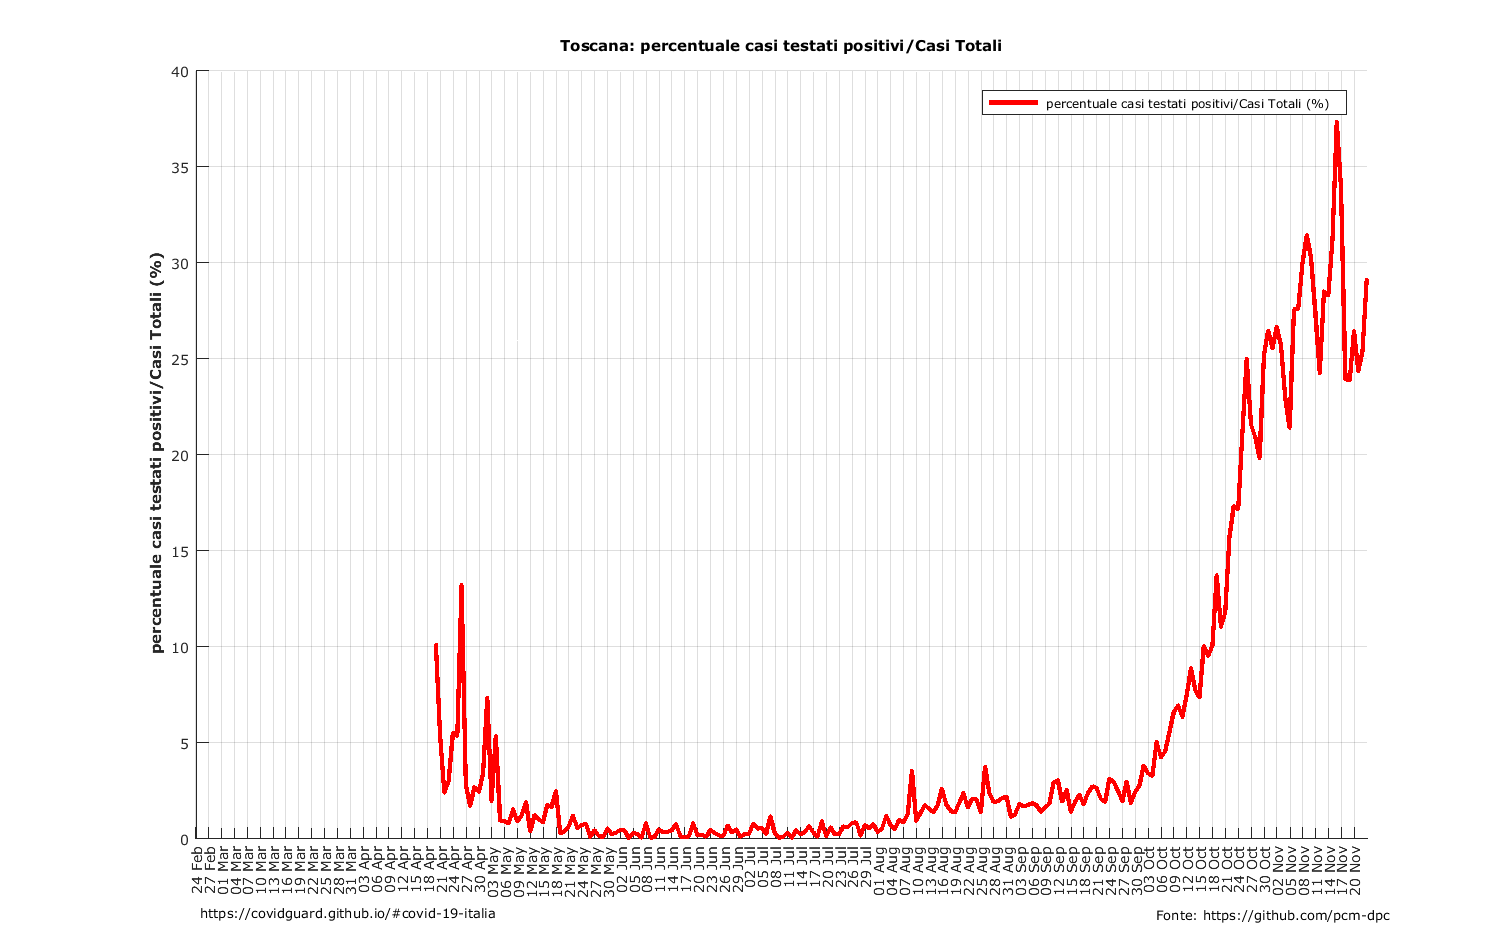 Toscana: percentuale casi testati positivi/Casi Totali
percentuale casi testati positivi/Casi Totali (%)
percentuale casi testati positivi/Casi Totali (%)
40
35
30
25
20
15
10
5
0
24 Feb
27 Feb
01 Mar
04 Mar
07 Mar
10 Mar
13 Mar
16 Mar
19 Mar
22 Mar
25 Mar
28 Mar
31 Mar
03 Apr
06 Apr
09 Apr
12 Apr
15 Apr
18 Apr
21 Apr
24 Apr
27 Apr
30 Apr
03 May
06 May
09 May
12 May
15 May
18 May
21 May
24 May
27 May
30 May
02 Jun
05 Jun
08 Jun
11 Jun
14 Jun
17 Jun
20 Jun
23 Jun
26 Jun
29 Jun
02 Jul
05 Jul
08 Jul
11 Jul
14 Jul
17 Jul
20 Jul
23 Jul
26 Jul
29 Jul
01 Aug
04 Aug
07 Aug
10 Aug
13 Aug
16 Aug
19 Aug
22 Aug
25 Aug
28 Aug
31 Aug
03 Sep
06 Sep
09 Sep
12 Sep
15 Sep
18 Sep
21 Sep
24 Sep
27 Sep
30 Sep
03 Oct
06 Oct
09 Oct
12 Oct
15 Oct
18 Oct
21 Oct
24 Oct
27 Oct
30 Oct
02 Nov
05 Nov
08 Nov
11 Nov
14 Nov
17 Nov
20 Nov
https://covidguard.github.io/#covid-19-italia
Fonte: https://github.com/pcm-dpc